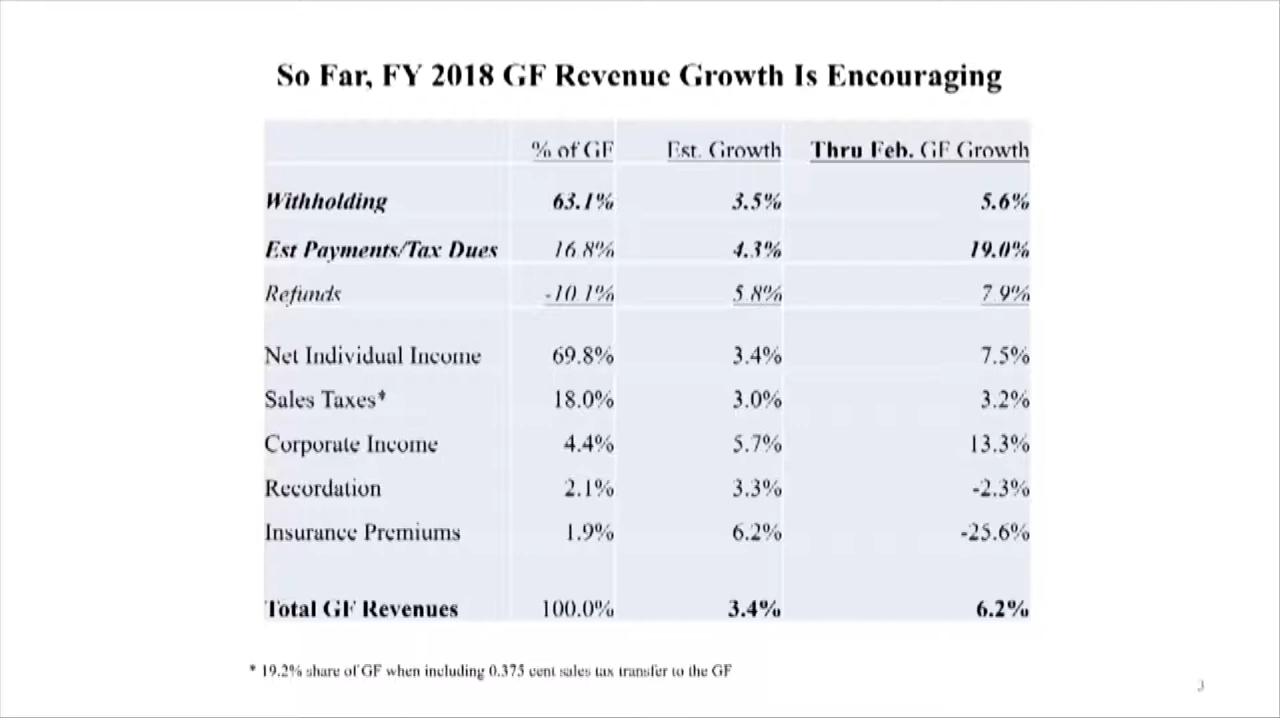 So Far, FY 2018 GF Revenue Growth Is Encouraging
% of GF Est. Growth Thru Feb. GF Growth
Withholding 63.1% 3.5% 5.6%
Est Payments/Tax Dues 16.8% 4.3% 19.0%
Refunds -10.1% 5.8% 7.9%
Net Individual Income 69.8% 3.4% 7.5%
Sales Taxes* 18.0% 3.0% 3.2%
Corporate Income 4.4% 5.7% 13.3%
Recordation 2.1% 3.3% -2.3%
Insurance Premiums 1.9% 6.2% -25.6%
Total GF Revenues 100.0% 3.4% 6.2%
* 19.2% share of GF when including 0.375 cent sales tax transfer to the GF
3